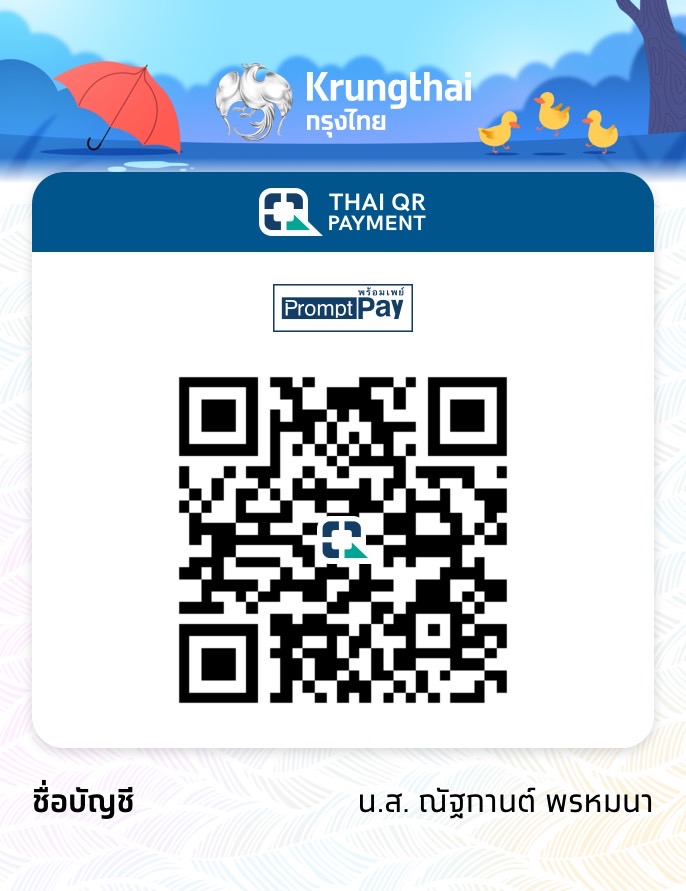 Krungthai
กรุงไทย
THAI QR
PAYMENT
พร้อมเพย์
PromptPay
ชื่อบัญชี น.ส. ณัฐกานต์ พรหมนา